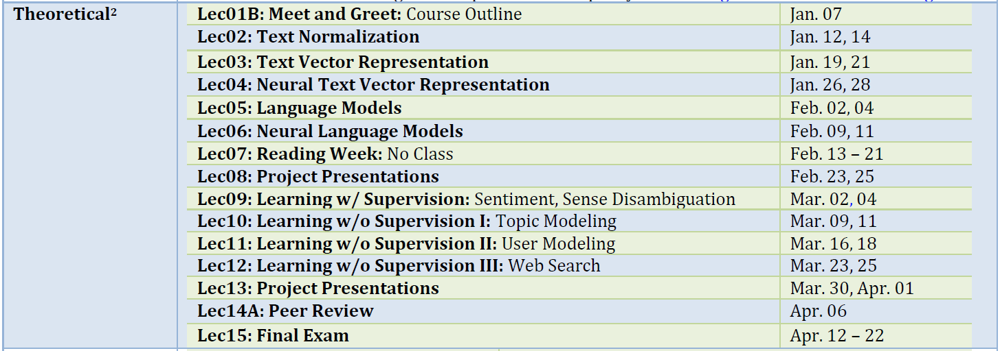 Theoretical²
Lec01B: Meet and Greet: Course Outline Jan. 07
Lec02: Text Normalization Jan. 12, 14
Lec03: Text Vector Representation Jan. 19, 21
Lec04: Neural Text Vector Representation Jan. 26, 28
Lec05: Language Models Feb. 02, 04
Lec06: Neural Language Models Feb. 09, 11
Lec07: Reading Week: No Class Feb. 13 – 21
Lec08: Project Presentations Feb. 23, 25
Lec09: Learning w/ Supervision: Sentiment, Sense Disambiguation Mar. 02, 04
Lec10: Learning w/o Supervision I: Topic Modeling Mar. 09, 11
Lec11: Learning w/o Supervision II: User Modeling Mar. 16, 18
Lec12: Learning w/o Supervision III: Web Search Mar. 23, 25
Lec13: Project Presentations Mar. 30, Apr. 01
Lec14A: Peer Review Apr. 06
Lec15: Final Exam Apr. 12 – 22